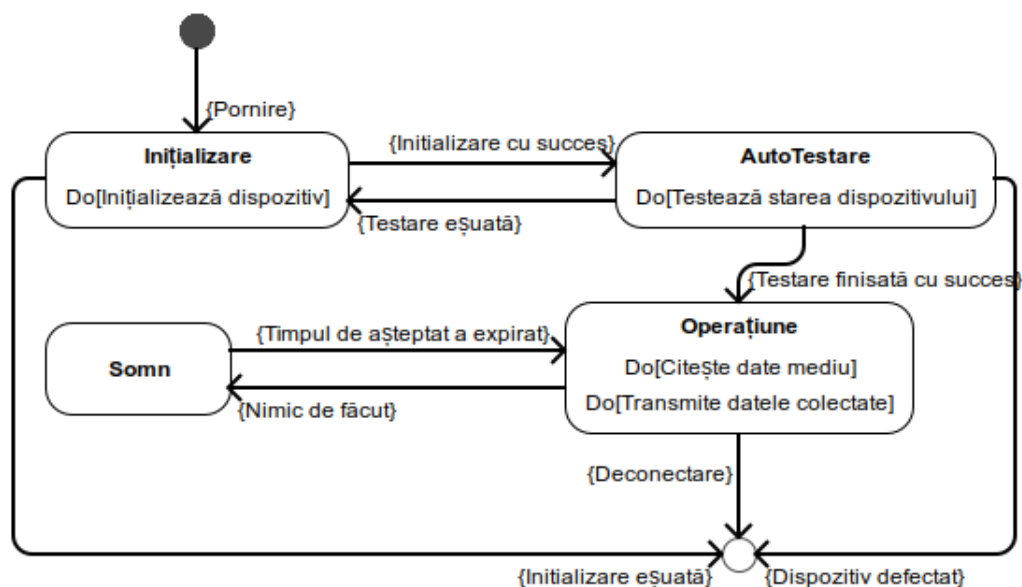 {Pornire}
Inițializare
Do[Inițializează dispozitiv]
{Initializare cu succes}
{Testare eșuată}
AutoTestare
Do[Testează starea dispozitivului]
{Testare finisată cu succes}
Somn
{Timpul de așteptat a expirat}
{Nimic de făcut}
Operațiune
Do[Citește date mediu]
Do[Transmite datele colectate]
{Deconectare}
{Initializare eșuată}
{Dispozitiv defectat}